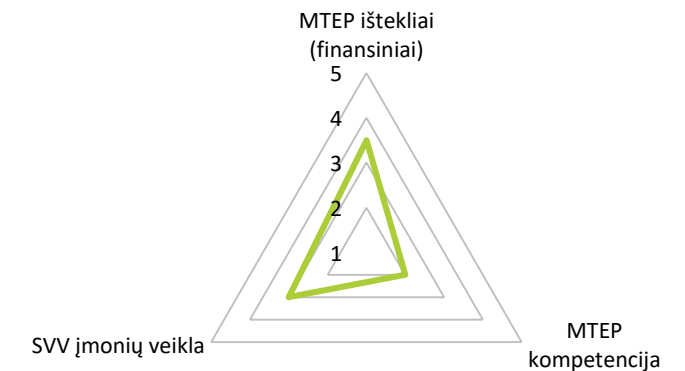 MTEP ištekliai
(finansiniai)
5
4
3
2
1
SVV įmonių veikla
MTEP
kompetencija